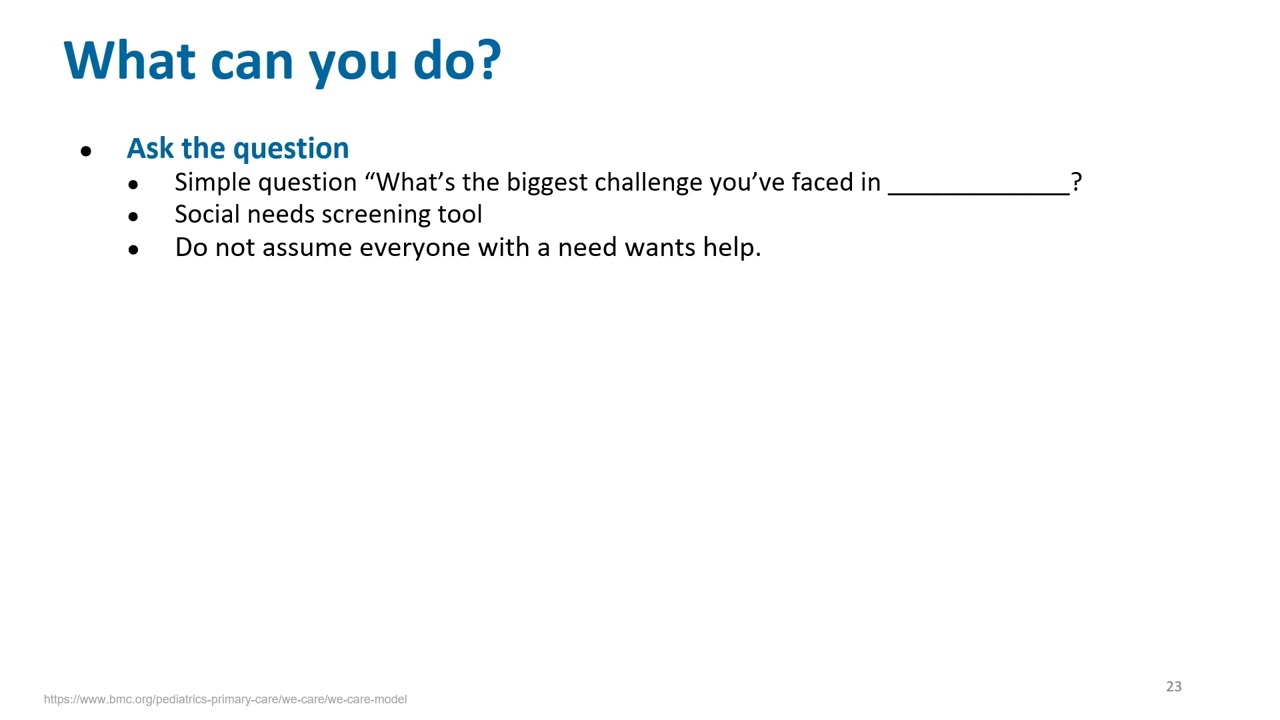 What can you do?
● Ask the question
● Simple question “What’s the biggest challenge you’ve faced in _____________?
● Social needs screening tool
● Do not assume everyone with a need wants help.
23
https://www.bmc.org/pediatrics-primary-care/we-care/we-care-model